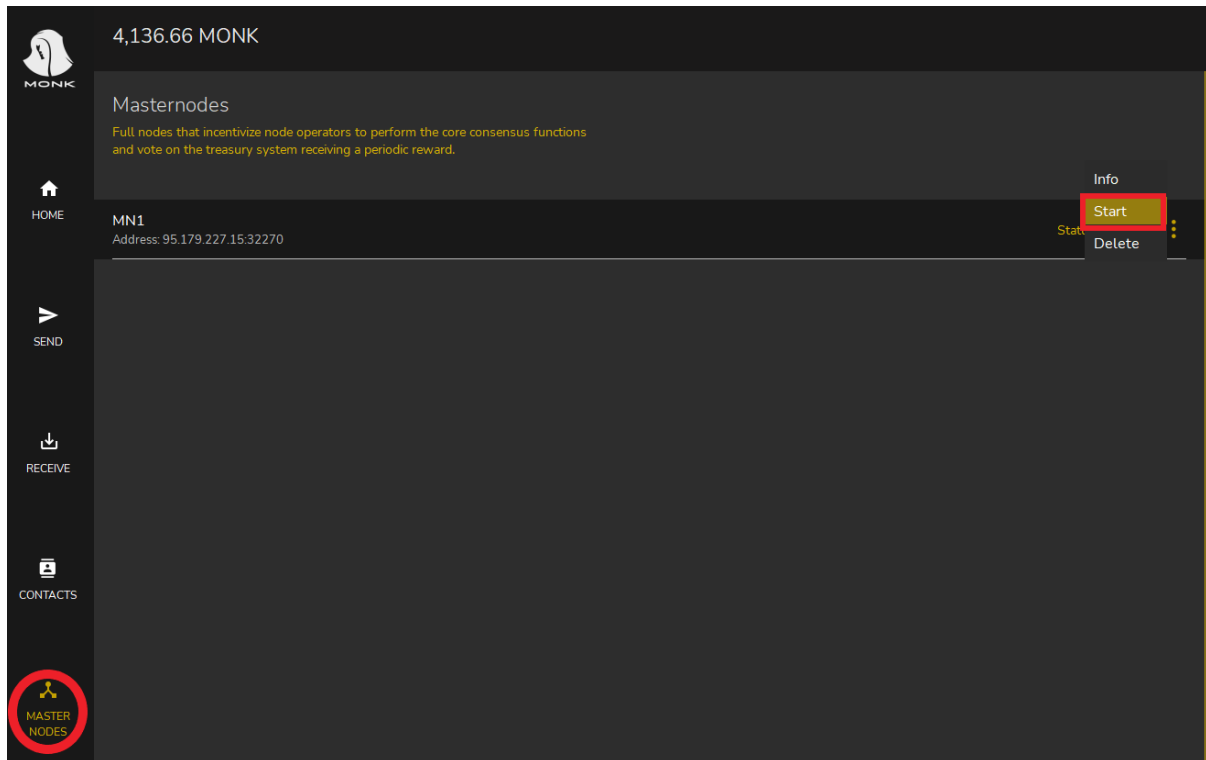 4,136.66 MONK
MONK
Masternodes
Full nodes that incentivize node operators to perform the core consensus functions
and vote on the treasury system receiving a periodic reward.
HOME
MN1
Address: 95.179.227.15:32270
Info
Start
Delete
SEND
RECEIVE
CONTACTS
MASTER
NODES